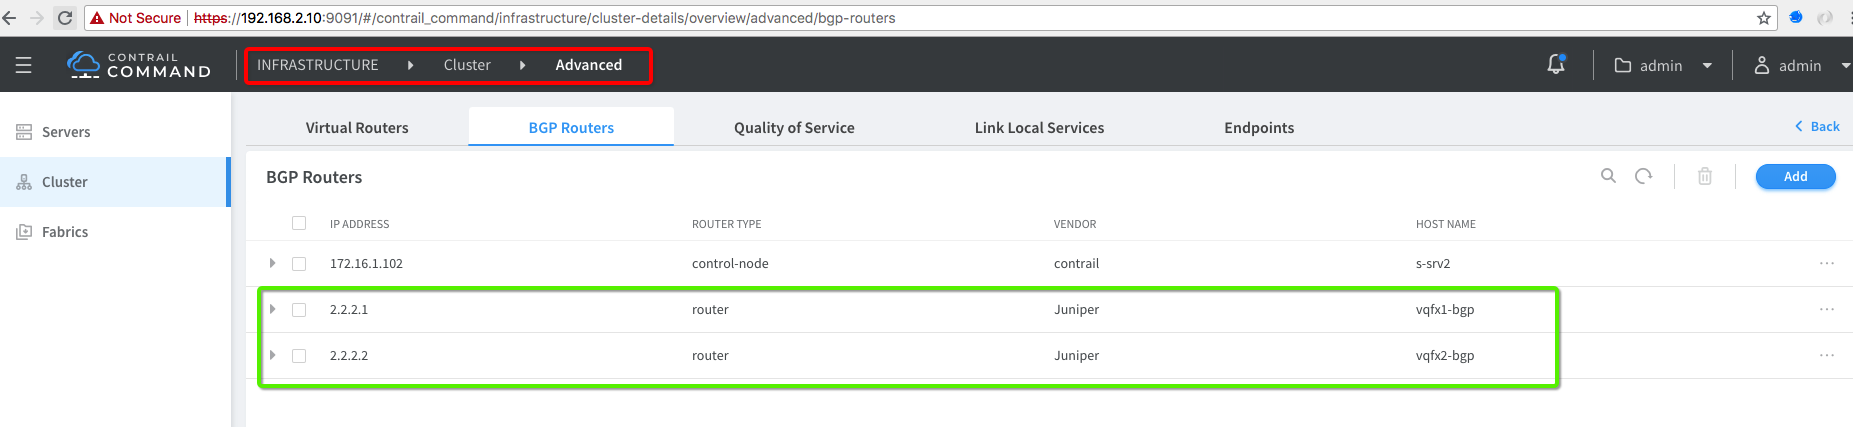 Not Secure https://192.168.2.10:9091/#/contrail_command/infrastructure/cluster-details/overview/advanced/bgp-routers
CONTRAIL COMMAND INFRASTRUCTURE Cluster Advanced admin admin
Servers
Cluster
Fabrics
Virtual Routers BGP Routers Quality of Service Link Local Services Endpoints Back
BGP Routers Add
IP ADDRESS ROUTER TYPE VENDOR HOST NAME
172.16.1.102 control-node contrail s-srv2 ...
2.2.2.1 router Juniper vqfx1-bgp ...
2.2.2.2 router Juniper vqfx2-bgp ...